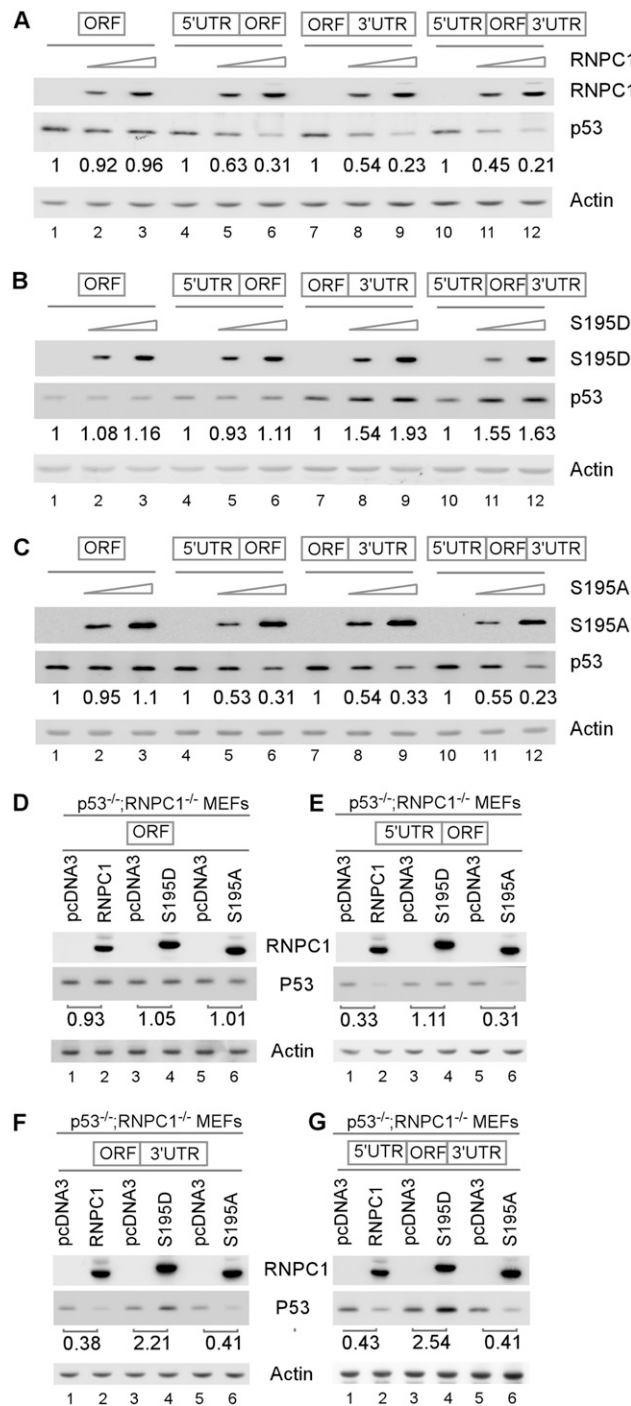 A
ORF 5'UTR ORF ORF 3'UTR 5'UTR ORF 3'UTR
RNPC1
RNPC1
p53
1 0.92 0.96 1 0.63 0.31 1 0.54 0.23 1 0.45 0.21
Actin
1 2 3 4 5 6 7 8 9 10 11 12
B
ORF 5'UTR ORF ORF 3'UTR 5'UTR ORF 3'UTR
S195D
S195D
p53
1 1.08 1.16 1 0.93 1.11 1 1.54 1.93 1 1.55 1.63
Actin
1 2 3 4 5 6 7 8 9 10 11 12
C
ORF 5'UTR ORF ORF 3'UTR 5'UTR ORF 3'UTR
S195A
S195A
p53
1 0.95 1.1 1 0.53 0.31 1 0.54 0.33 1 0.55 0.23
Actin
1 2 3 4 5 6 7 8 9 10 11 12
D
p53-/-;RNPC1-/- MEFs
ORF
pcDNA3 RNPC1 pcDNA3 S195D pcDNA3 S195A
RNPC1
P53
0.93 1.05 1.01
Actin
1 2 3 4 5 6
E
p53-/-;RNPC1-/- MEFs
5'UTR ORF
pcDNA3 RNPC1 pcDNA3 S195D pcDNA3 S195A
0.33 1.11 0.31
1 2 3 4 5 6
F
p53-/-;RNPC1-/- MEFs
ORF 3'UTR
pcDNA3 RNPC1 pcDNA3 S195D pcDNA3 S195A
RNPC1
P53
0.38 2.21 0.41
Actin
1 2 3 4 5 6
G
p53-/-;RNPC1-/- MEFs
5'UTR ORF 3'UTR
pcDNA3 RNPC1 pcDNA3 S195D pcDNA3 S195A
0.43 2.54 0.41
1 2 3 4 5 6